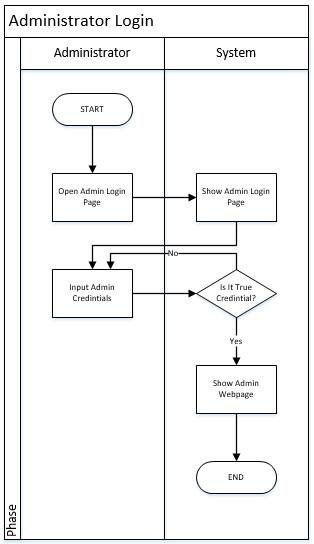 Administrator Login
Administrator
System
START
Open Admin Login
Page
Show Admin Login
Page
No
Input Admin
Credintials
Is It True
Credintial?
Yes
Show Admin
Webpage
END
Phase